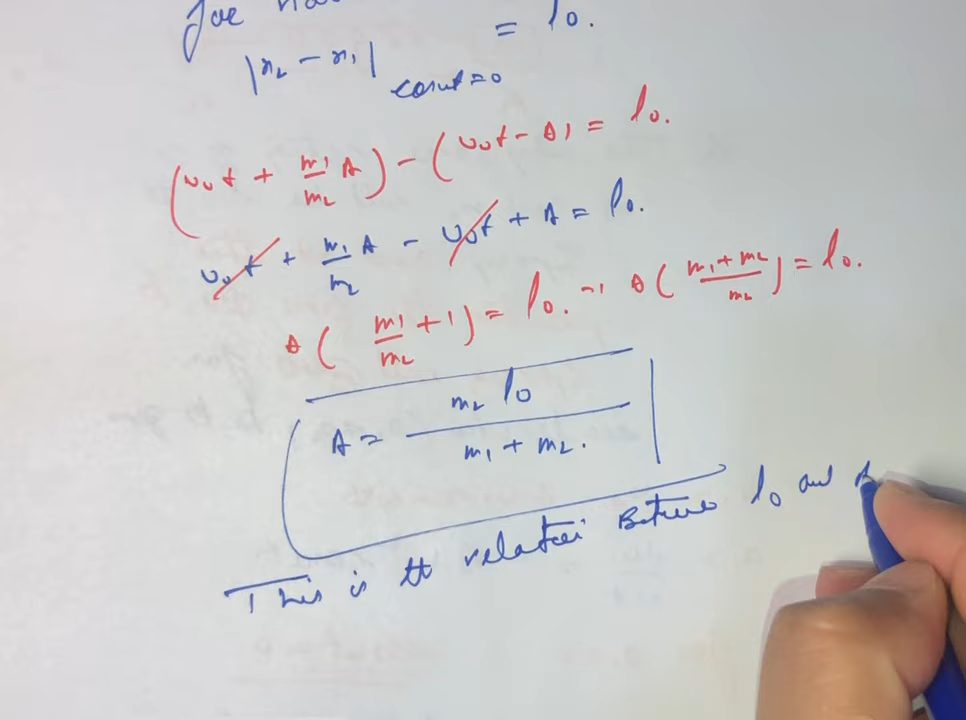 = l₀.
|x₂ - x₁| cosωt=0
(v₀t + m₁/m₂ A) - (v₀t - A) = l₀.
v₀t + m₁/m₂ A - v₀t + A = l₀.
A ( m₁/m₂ + 1 ) = l₀. → A ( m₁+m₂/m₂ ) = l₀.
A = m₂ l₀ / m₁ + m₂.
This is the relation Between l₀ and A